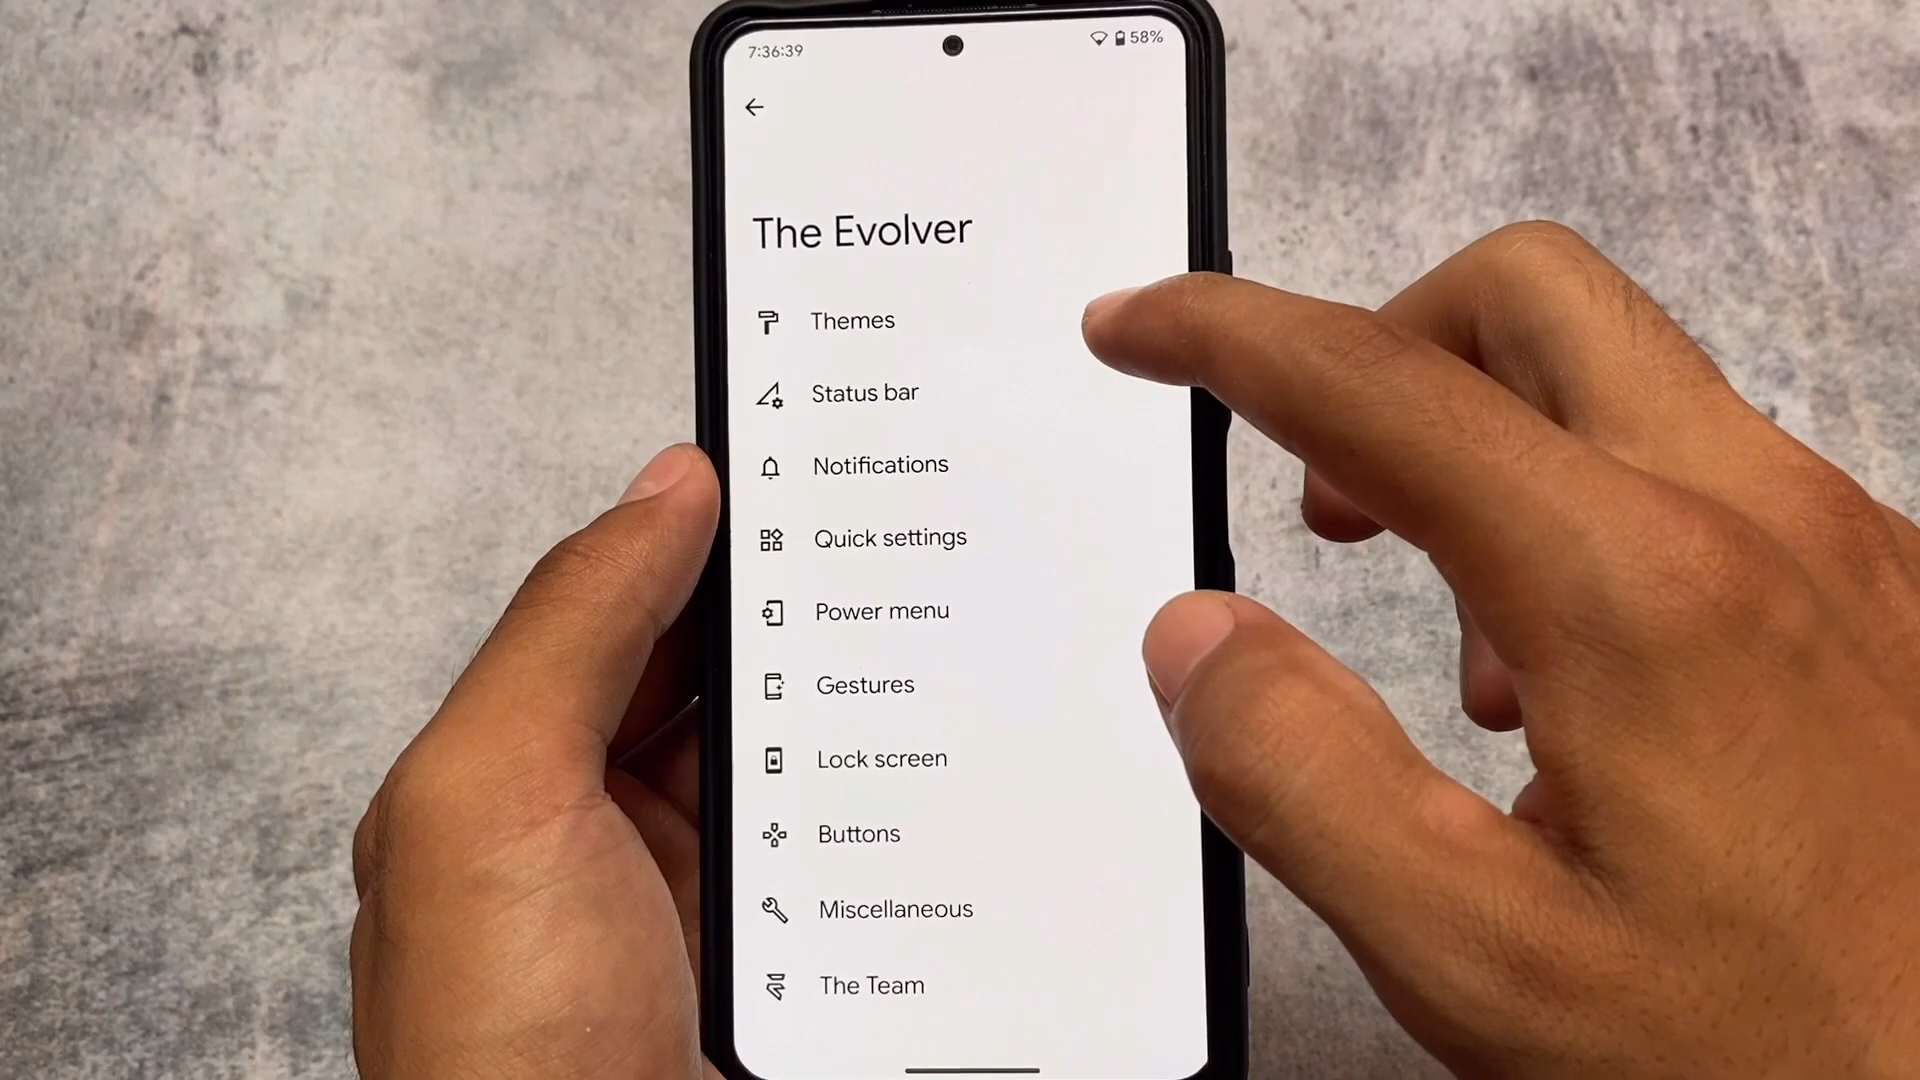 7:36:39
58%
The Evolver
Themes
Status bar
Notifications
Quick settings
Power menu
Gestures
Lock screen
Buttons
Miscellaneous
The Team